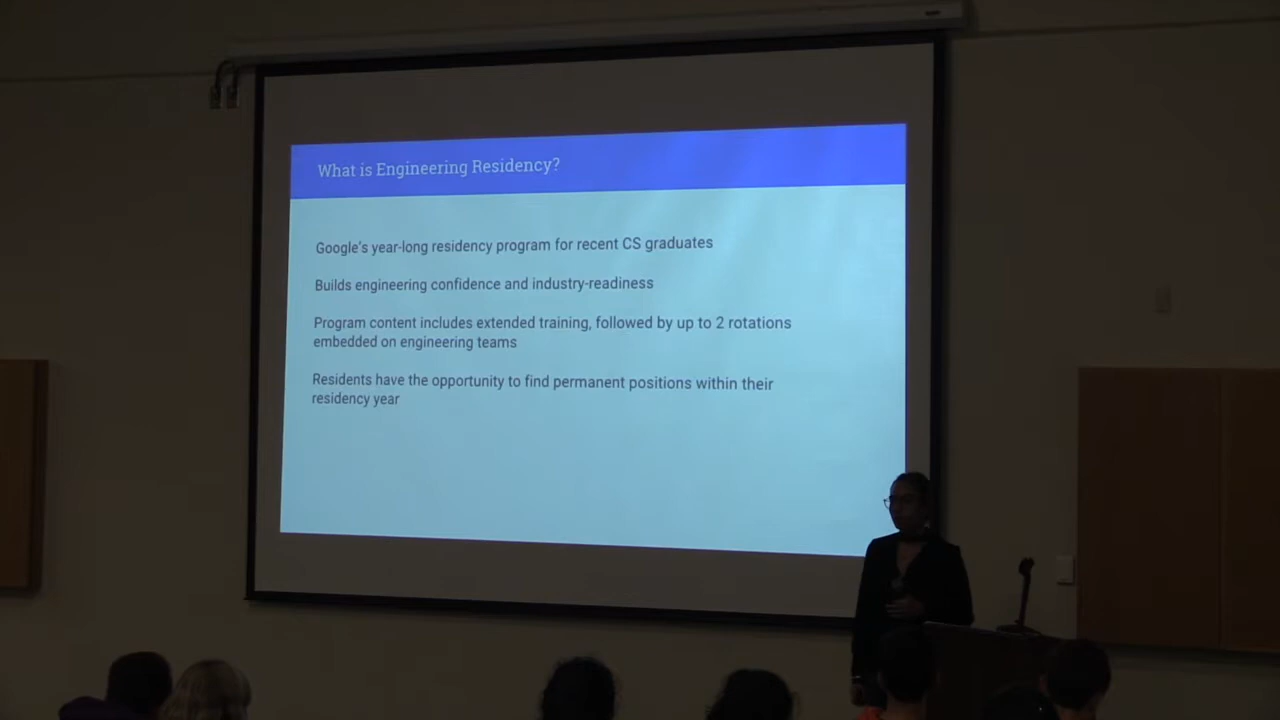 What is Engineering Residency?
Google's year-long residency program for recent CS graduates
Builds engineering confidence and industry-readiness
Program content includes extended training, followed by up to 2 rotations
embedded on engineering teams
Residents have the opportunity to find permanent positions within their
residency year